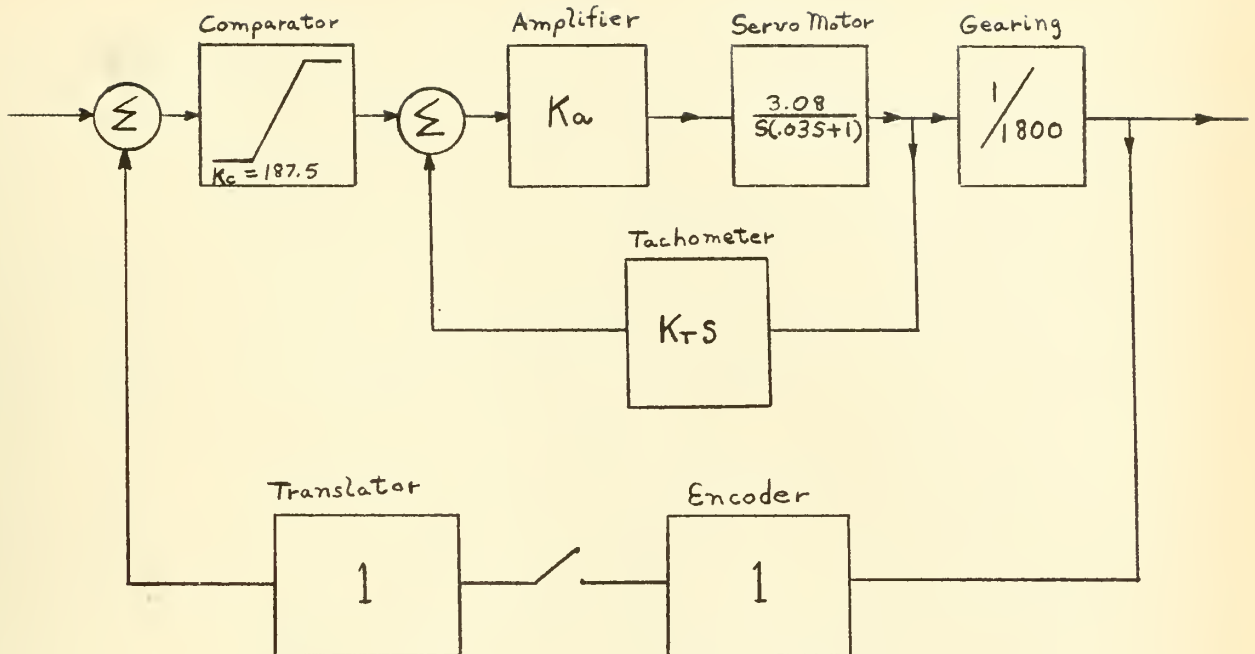 Comparator
Amplifier
Servo Motor
Gearing
Σ
Kc = 187.5
Σ
Ka
3.08
S(.03S+1)
1/1800
Tachometer
KTS
Translator
1
Encoder
1